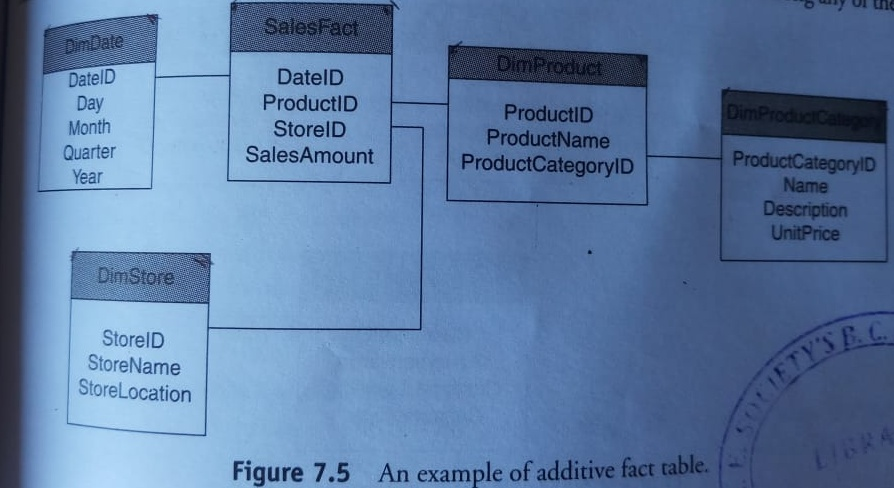 DimDate
DateID
Day
Month
Quarter
Year
SalesFact
DateID
ProductID
StoreID
SalesAmount
DimProduct
ProductID
ProductName
ProductCategoryID
DimProductCategory
ProductCategoryID
Name
Description
UnitPrice
DimStore
StoreID
StoreName
StoreLocation
Figure 7.5 An example of additive fact table.
B. C.